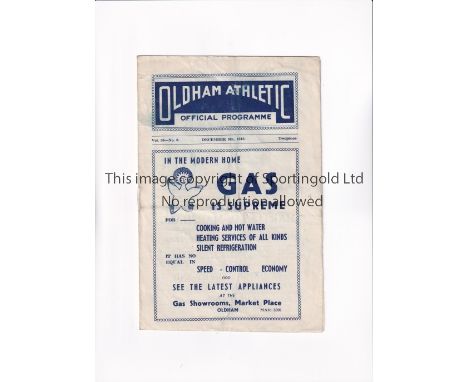 OLDHAM ATHLETIC
OFFICIAL PROGRAMME
DECEMBER
Twopence
IN THE MODERN HOME
GAS
This image is copyright of Sportingold Ltd
No reproduction allowed
IS SUPREME
FOR —
COOKING AND HOT WATER
HEATING SERVICES OF ALL KINDS
SILENT REFRIGERATION
IT HAS NO
EQUAL IN
SPEED - CONTROL ECONOMY
SEE THE LATEST APPLIANCES
AT THE
Gas Showrooms, Market Place
OLDHAM